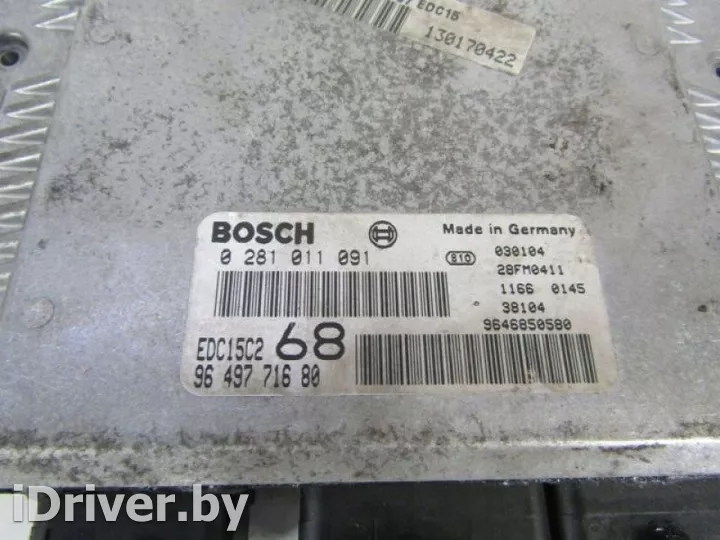 EDC15
130170422
BOSCH Made in Germany
0 281 011 091 810 030104
28FM0411
1166 0145
38104
9646850580
EDC15C2 68
96 497 716 80
iDriver.by